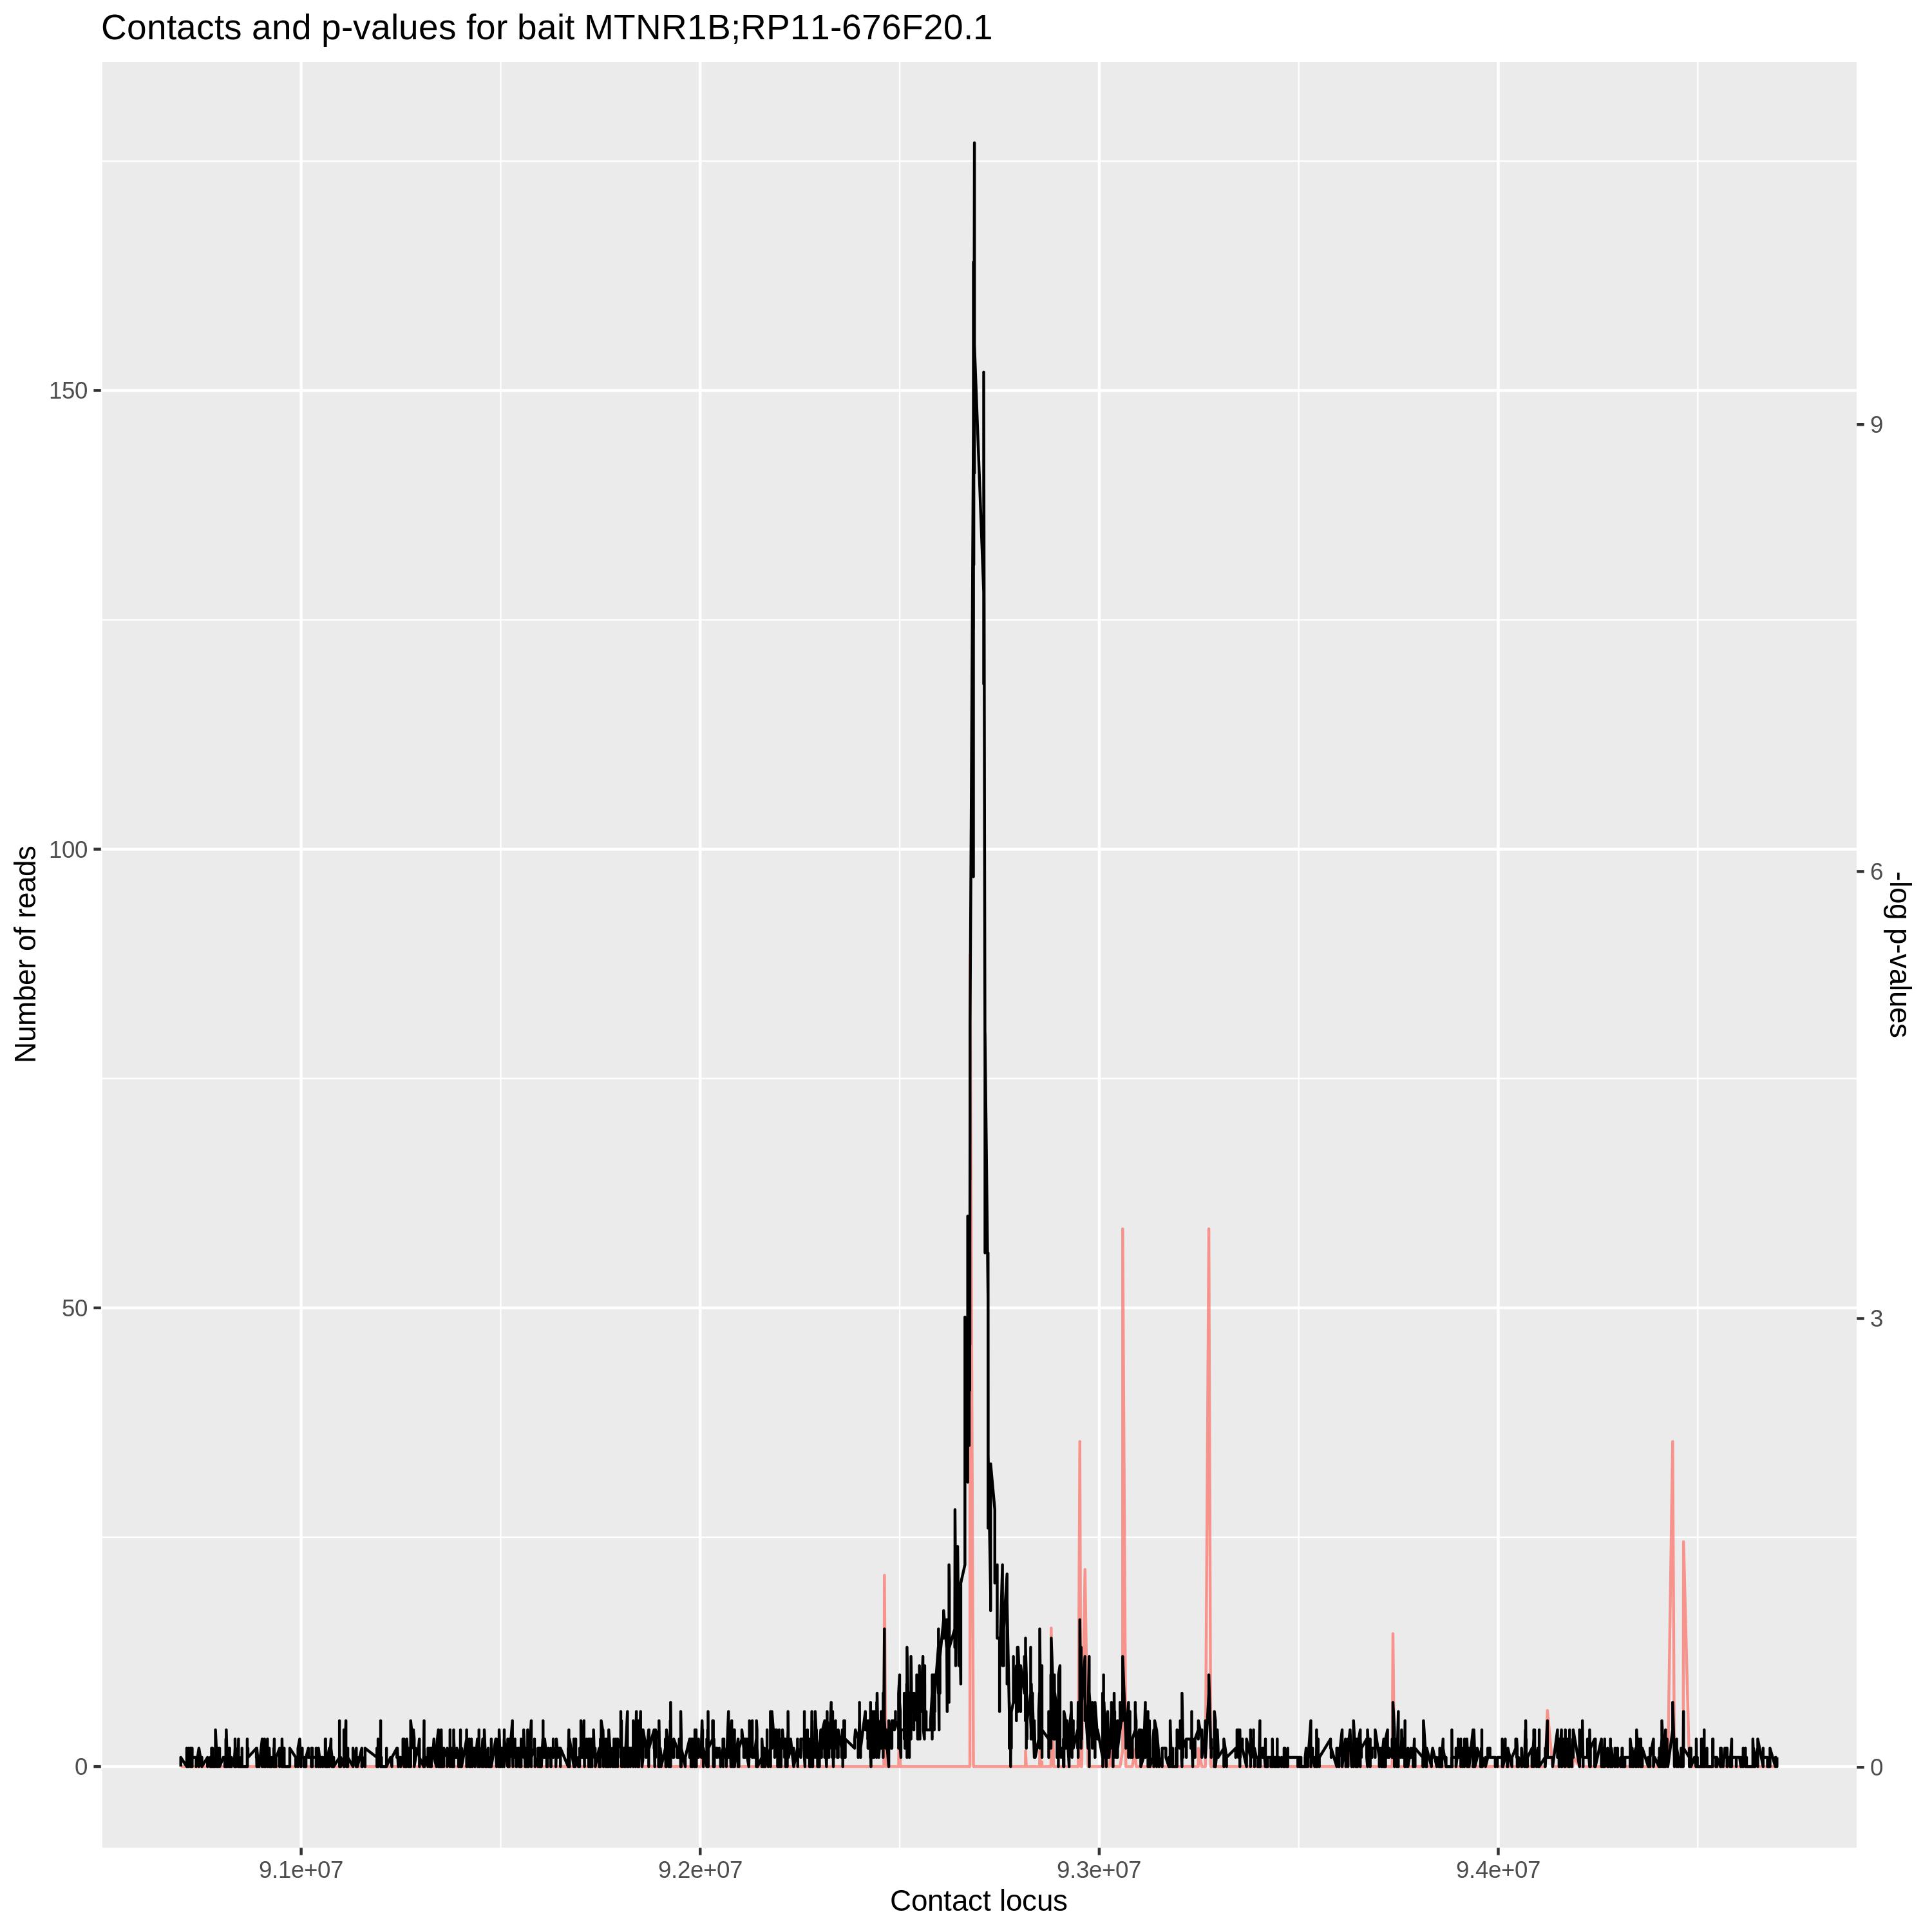 Contacts and p-values for bait MTNR1B;RP11-676F20.1
150
100
50
0
Number of reads
9
6
3
0
-log p-values
9.1e+07 9.2e+07 9.3e+07 9.4e+07
Contact locus